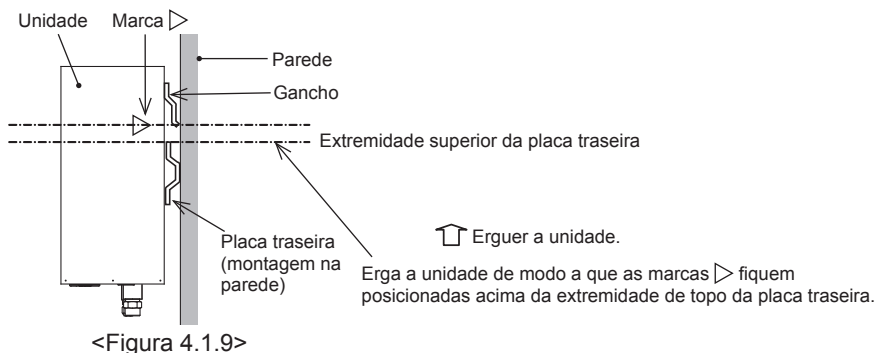 Unidade
Marca ▷
Parede
Gancho
Extremidade superior da placa traseira
Placa traseira
(montagem na
parede)
⇧ Erguer a unidade.
Erga a unidade de modo a que as marcas ▷ fiquem
posicionadas acima da extremidade de topo da placa traseira.
<Figura 4.1.9>